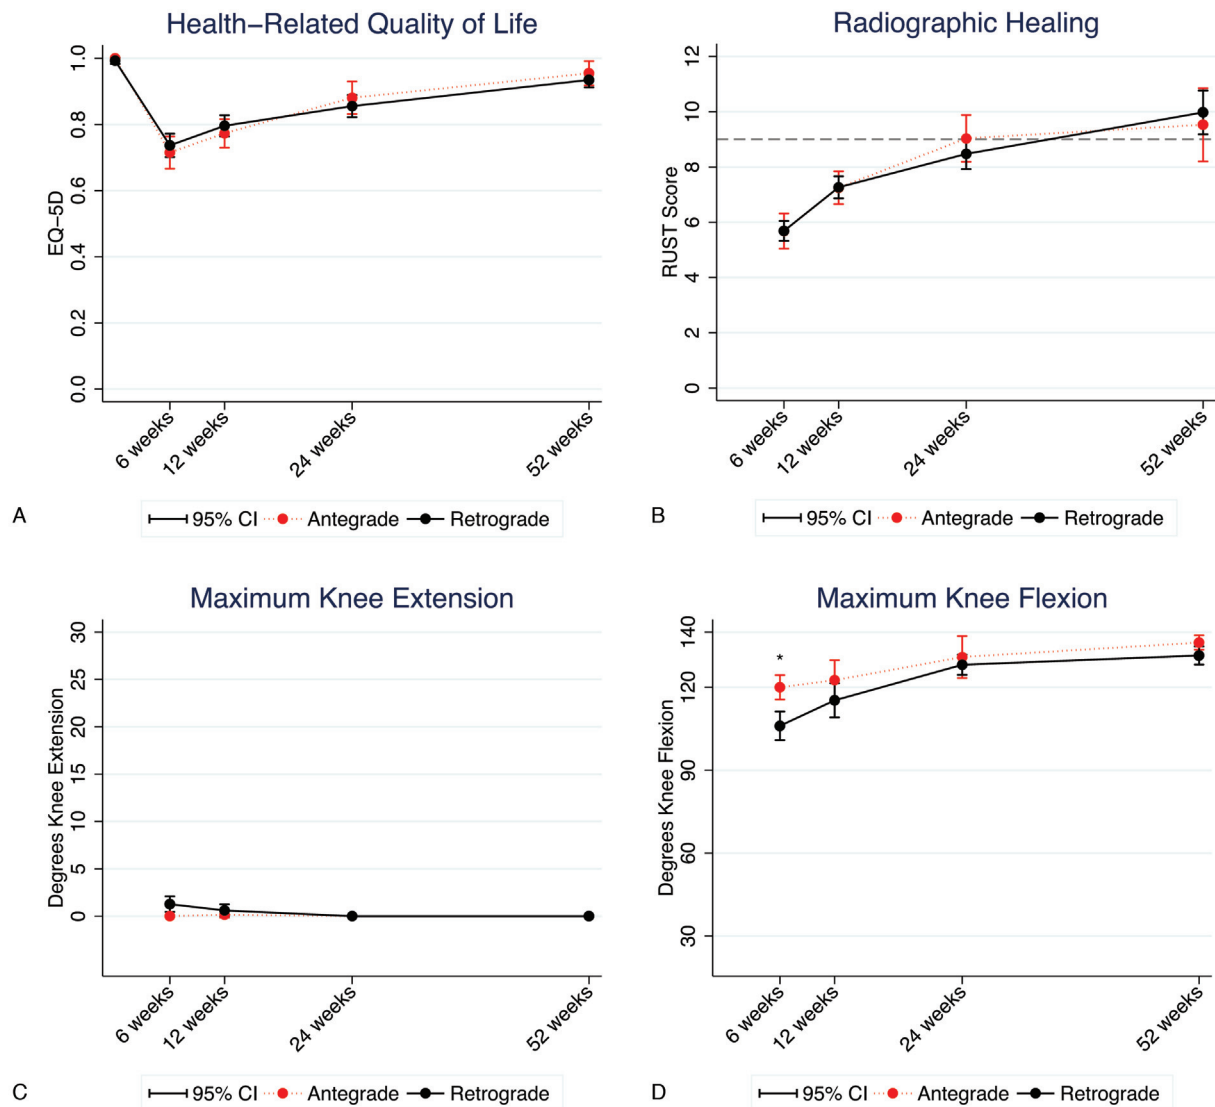 Health–Related Quality of Life
EQ–5D
1.0
0.8
0.6
0.4
0.2
0.0
6 weeks
12 weeks
24 weeks
52 weeks
A
95% CI Antegrade Retrograde
Radiographic Healing
RUST Score
12
10
8
6
4
2
0
6 weeks
12 weeks
24 weeks
52 weeks
B
95% CI Antegrade Retrograde
Maximum Knee Extension
Degrees Knee Extension
30
25
20
15
10
5
0
6 weeks
12 weeks
24 weeks
52 weeks
C
95% CI Antegrade Retrograde
Maximum Knee Flexion
Degrees Knee Flexion
140
120
90
60
30
*
6 weeks
12 weeks
24 weeks
52 weeks
D
95% CI Antegrade Retrograde